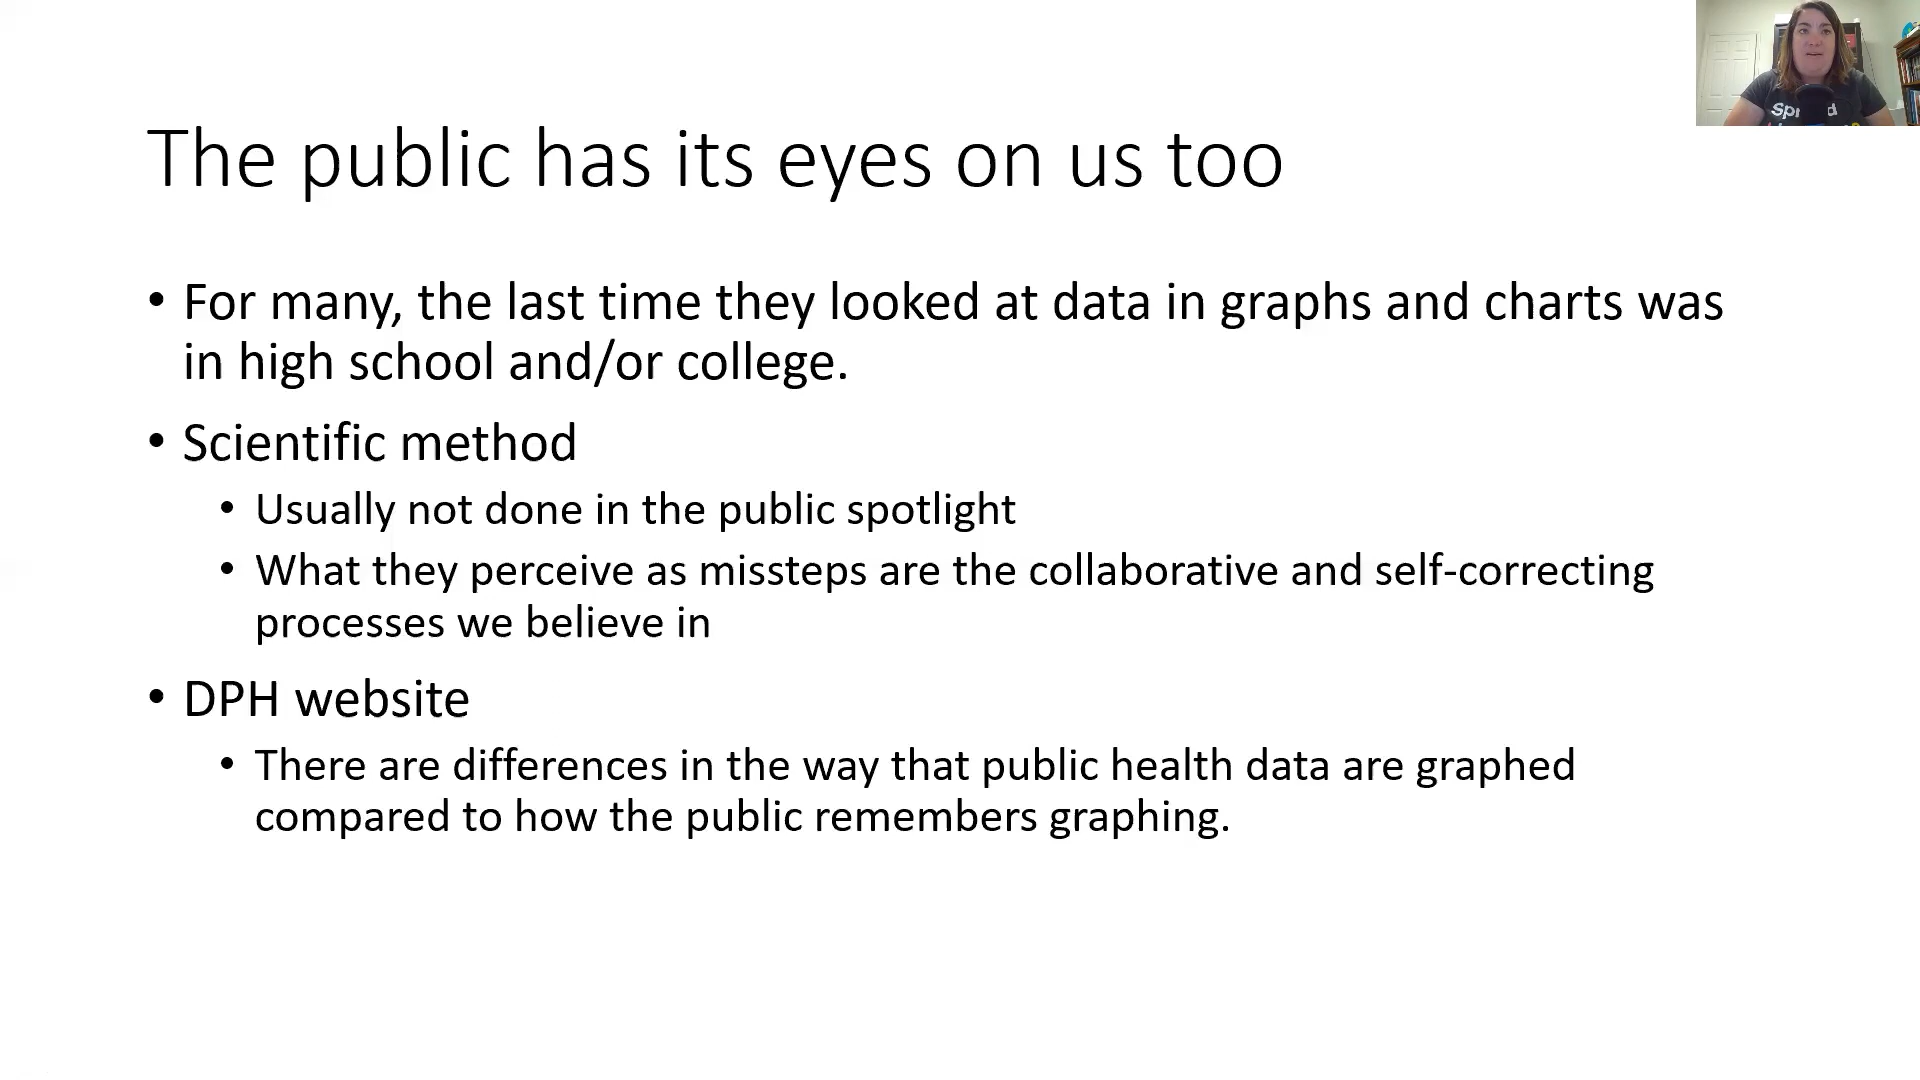 The public has its eyes on us too
• For many, the last time they looked at data in graphs and charts was
in high school and/or college.
• Scientific method
• Usually not done in the public spotlight
• What they perceive as missteps are the collaborative and self-correcting
processes we believe in
• DPH website
• There are differences in the way that public health data are graphed
compared to how the public remembers graphing.